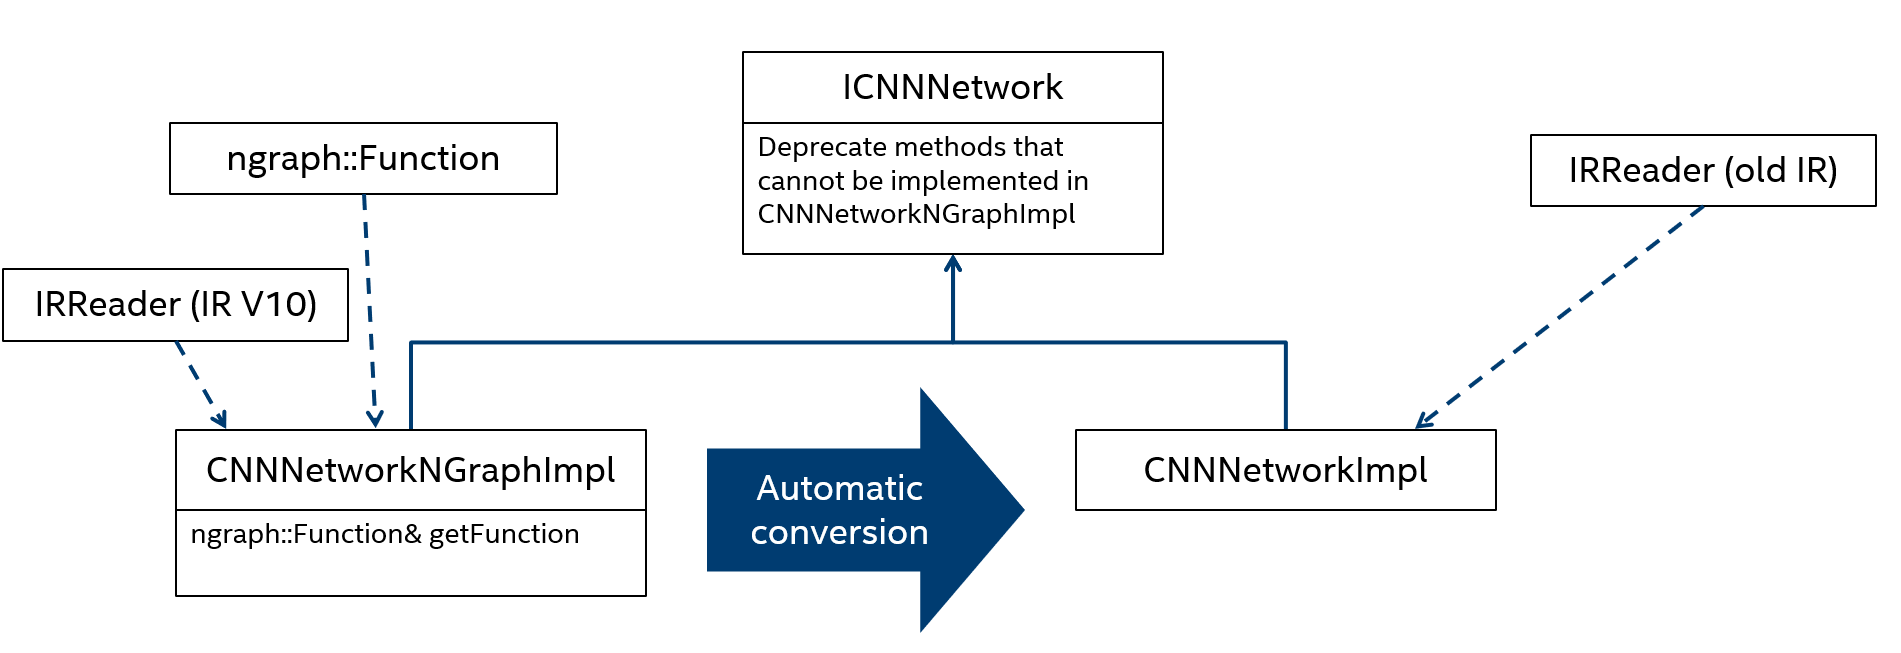 ICNNNetwork
Deprecate methods that
cannot be implemented in
CNNNetworkNGraphImpl
ngraph::Function
IRReader (old IR)
IRReader (IR V10)
CNNNetworkNGraphImpl
ngraph::Function& getFunction
Automatic
conversion
CNNNetworkImpl